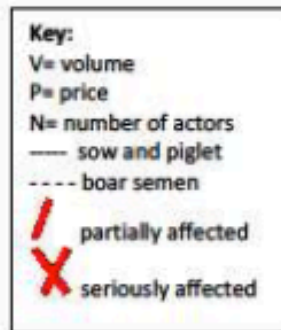 Key:
V= volume
P= price
N= number of actors
—— sow and piglet
- - - - boar semen
partially affected
seriously affected